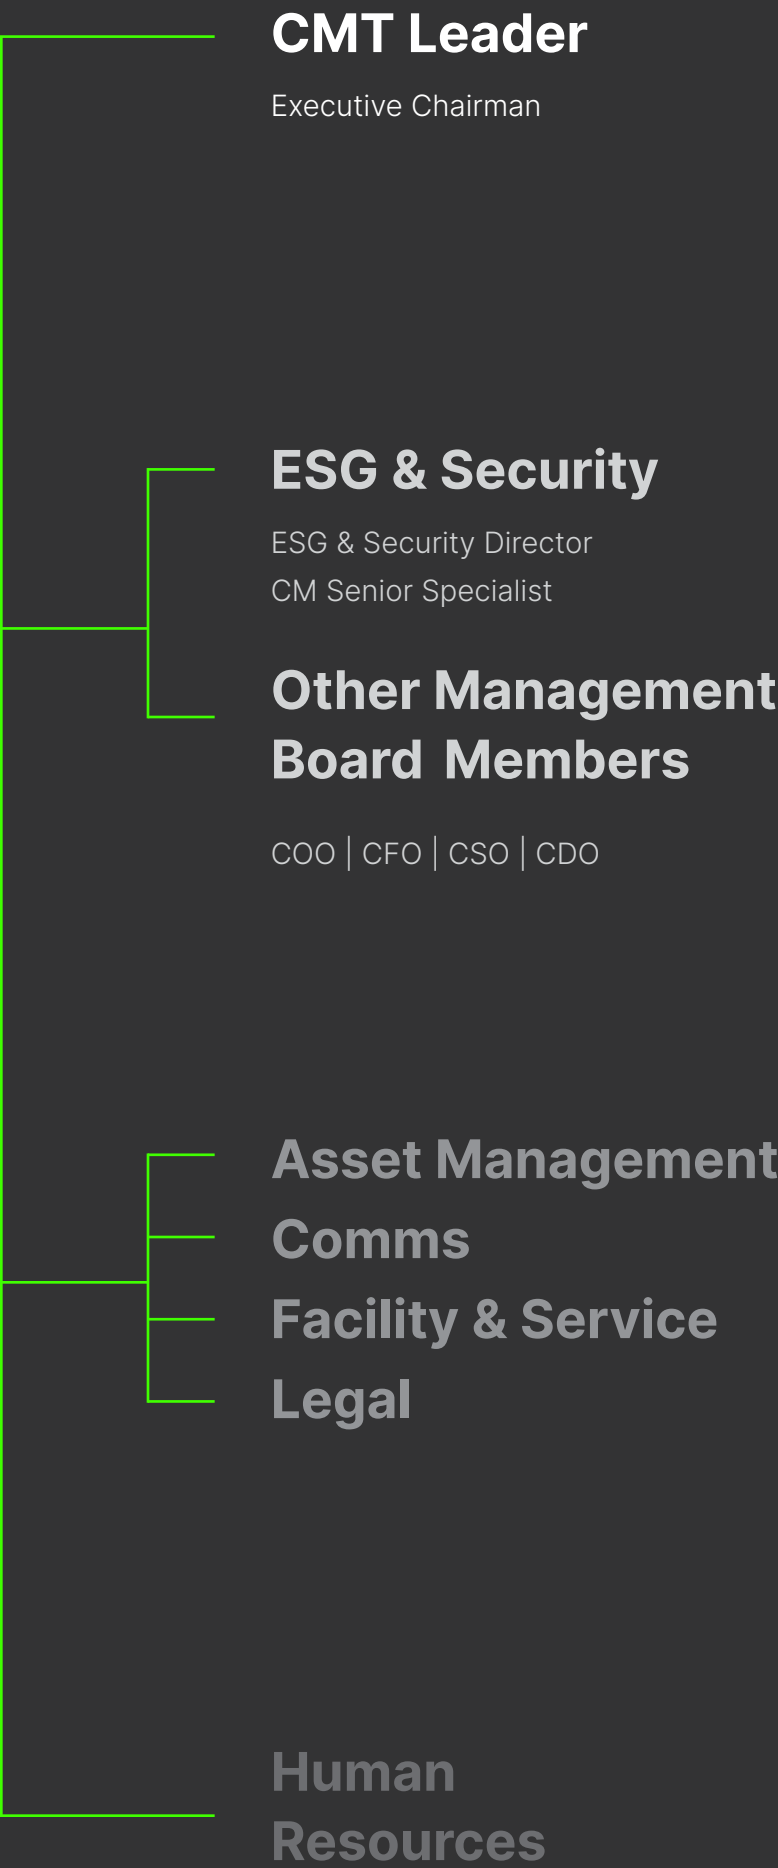 CMT Leader
Executive Chairman
ESG & Security
ESG & Security Director
CM Senior Specialist
Other Management
Board Members
COO | CFO | CSO | CDO
Asset Management
Comms
Facility & Service
Legal
Human
Resources